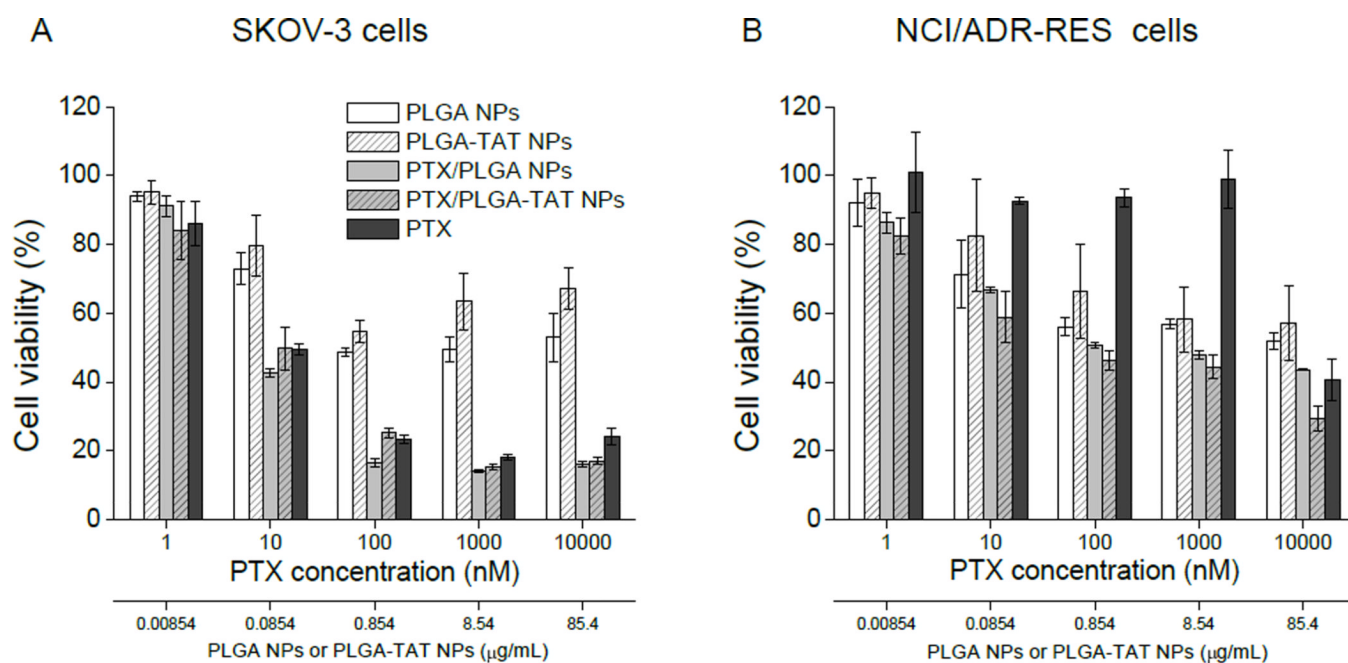 A SKOV-3 cells
B NCI/ADR-RES cells
120
100
80
60
40
20
0
Cell viability (%)
PLGA NPs
PLGA-TAT NPs
PTX/PLGA NPs
PTX/PLGA-TAT NPs
PTX
1 10 100 1000 10000
PTX concentration (nM)
0.00854 0.0854 0.854 8.54 85.4
PLGA NPs or PLGA-TAT NPs (μg/mL)
120
100
80
60
40
20
0
Cell viability (%)
1 10 100 1000 10000
PTX concentration (nM)
0.00854 0.0854 0.854 8.54 85.4
PLGA NPs or PLGA-TAT NPs (μg/mL)